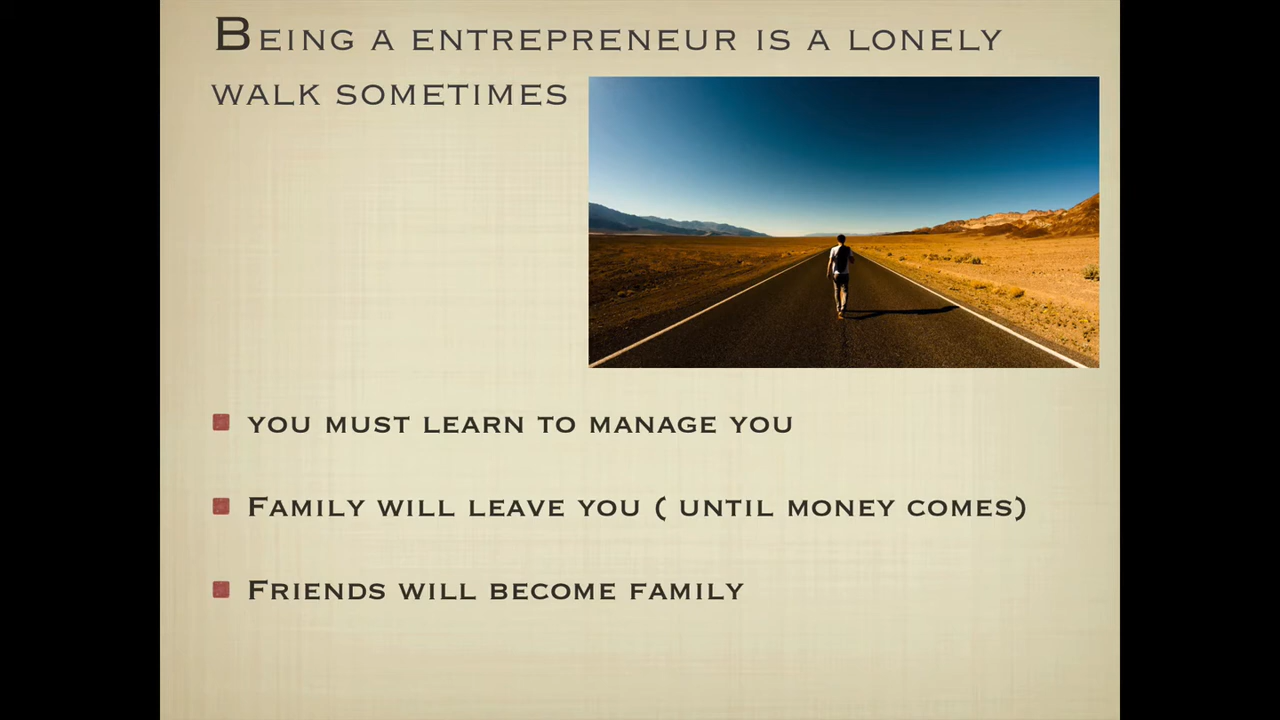 Being a entrepreneur is a lonely
walk sometimes
you must learn to manage you
Family will leave you ( until money comes)
Friends will become family